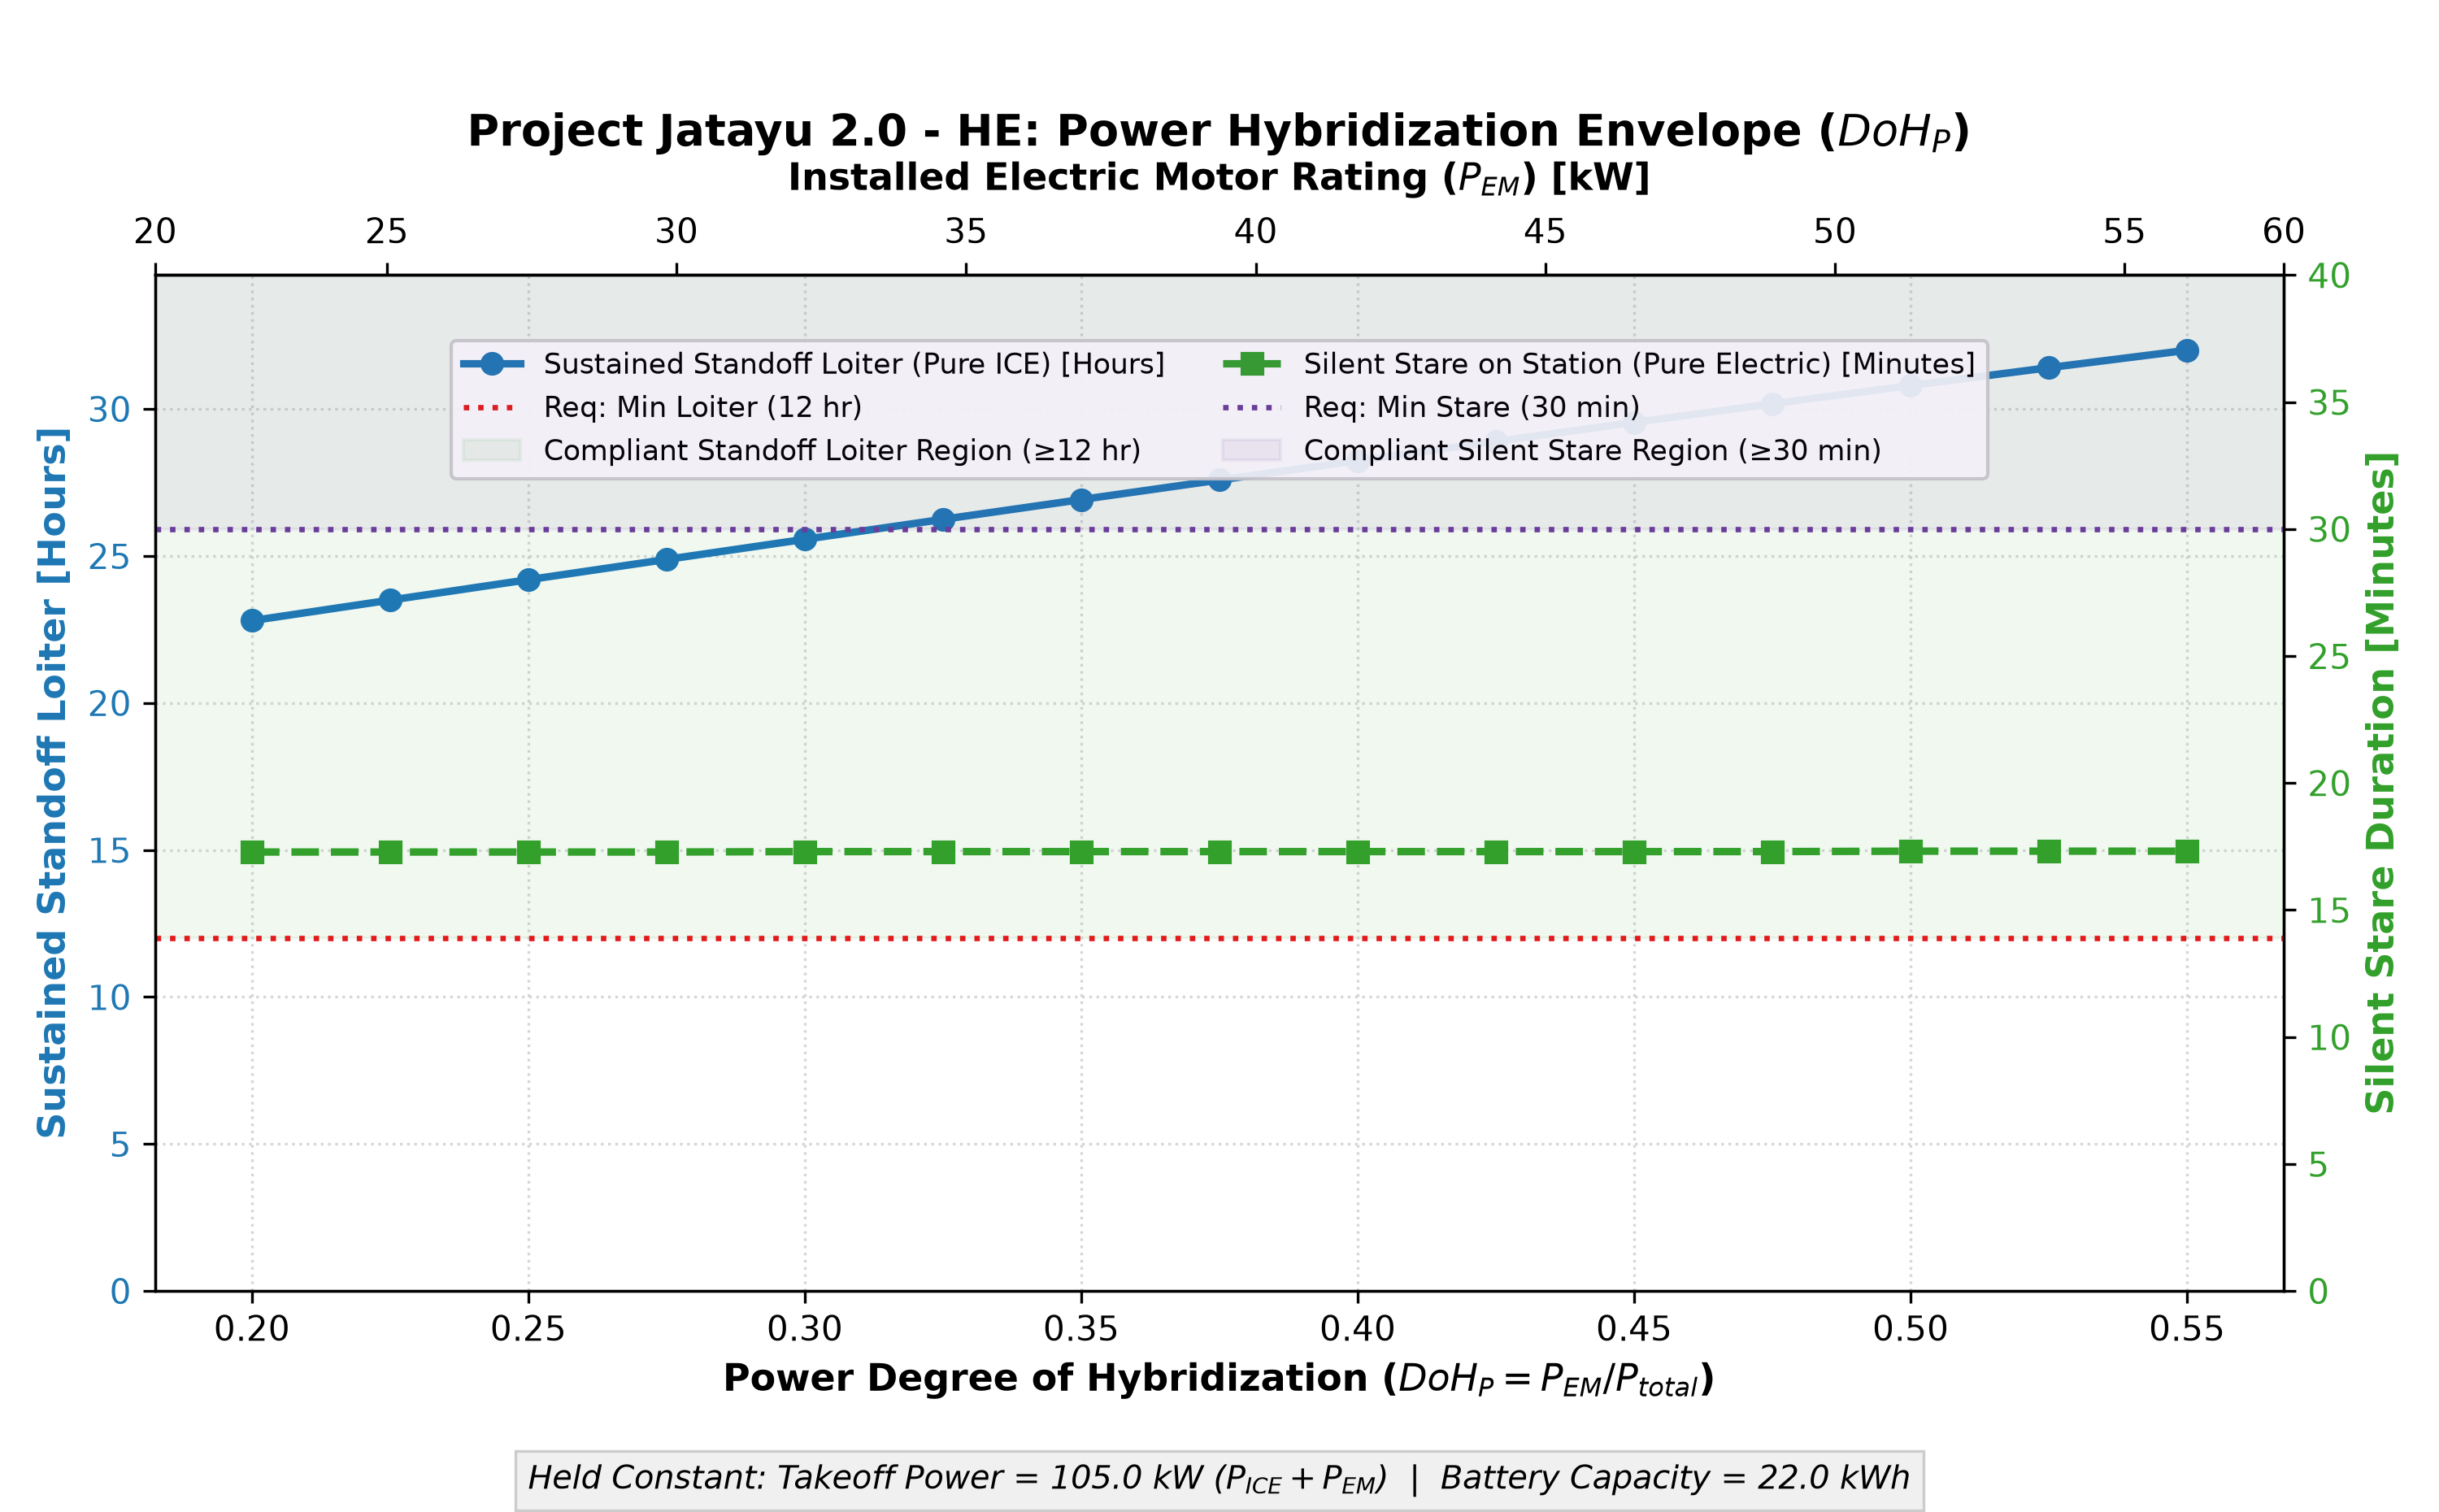 Project Jatayu 2.0 - HE: Power Hybridization Envelope (DoH_P)
Installed Electric Motor Rating (P_EM) [kW]
20 25 30 35 40 45 50 55 60
Sustained Standoff Loiter (Pure ICE) [Hours]
Req: Min Loiter (12 hr)
Compliant Standoff Loiter Region (≥12 hr)
Silent Stare on Station (Pure Electric) [Minutes]
Req: Min Stare (30 min)
Compliant Silent Stare Region (≥30 min)
Sustained Standoff Loiter [Hours]
30
25
20
15
10
5
0
40
35
30
25
20
15
10
5
0
Silent Stare Duration [Minutes]
0.20 0.25 0.30 0.35 0.40 0.45 0.50 0.55
Power Degree of Hybridization (DoH_P = P_EM/P_total)
Held Constant: Takeoff Power = 105.0 kW (P_ICE + P_EM) | Battery Capacity = 22.0 kWh